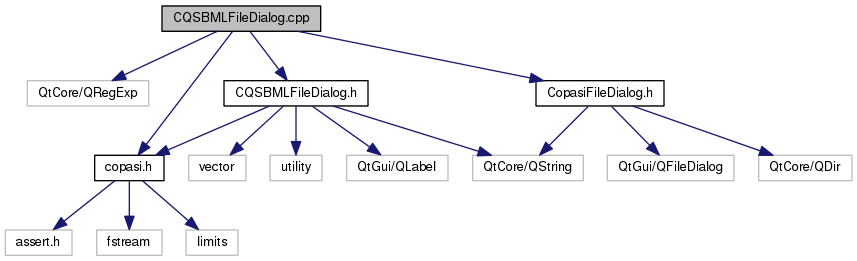 CQSBMLFileDialog.cpp
QtCore/QRegExp
CQSBMLFileDialog.h
CopasiFileDialog.h
copasi.h
vector
utility
QtGui/QLabel
QtCore/QString
QtGui/QFileDialog
QtCore/QDir
assert.h
fstream
limits